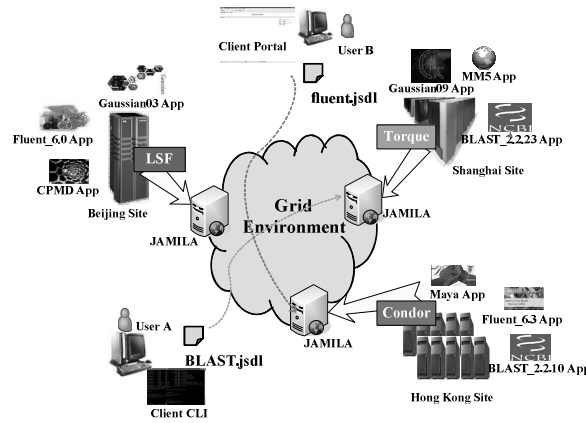 Client Portal
User B
fluent.jsdl
Gaussian03 App
Fluent_6.0 App
CPMD App
LSF
Beijing Site
JAMILA
Gaussian09 App
MM5 App
Torque
BLAST_2.2.23 App
NCBI
Shanghai Site
JAMILA
Grid
Environment
User A
BLAST.jsdl
Client CLI
JAMILA
Condor
Maya App
Fluent_6.3 App
NCBI
BLAST_2.2.10 App
Hong Kong Site